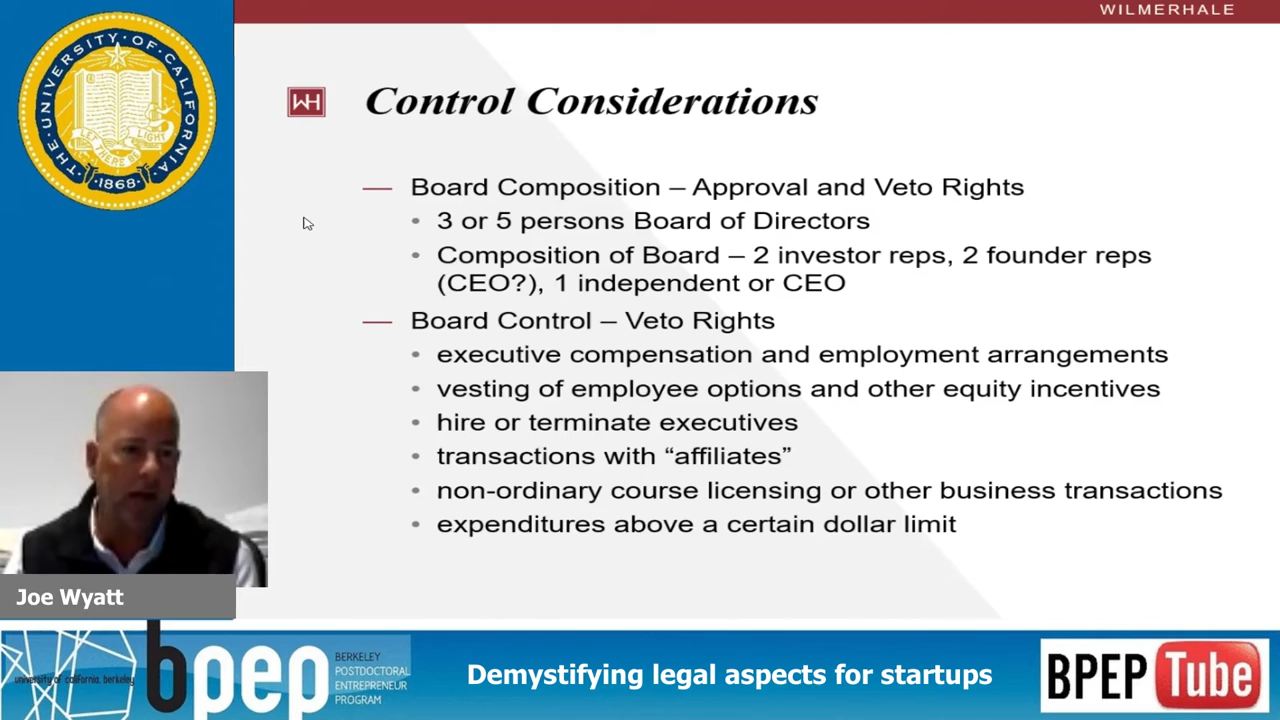 WILMERHALE
THE UNIVERSITY OF CALIFORNIA
LET THERE BE LIGHT
1868
WH
Control Considerations
— Board Composition – Approval and Veto Rights
• 3 or 5 persons Board of Directors
• Composition of Board – 2 investor reps, 2 founder reps
(CEO?), 1 independent or CEO
— Board Control – Veto Rights
• executive compensation and employment arrangements
• vesting of employee options and other equity incentives
• hire or terminate executives
• transactions with “affiliates”
• non-ordinary course licensing or other business transactions
• expenditures above a certain dollar limit
Joe Wyatt
university of california, berkeley
bpep
BERKELEY
POSTDOCTORAL
ENTREPRENEUR
PROGRAM
Demystifying legal aspects for startups
BPEP Tube